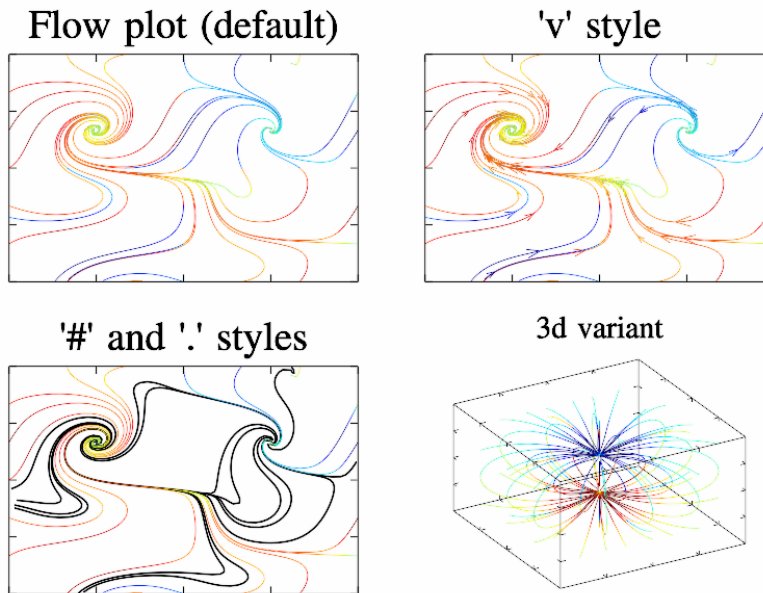 Flow plot (default)
'v' style
'#' and '.' styles
3d variant